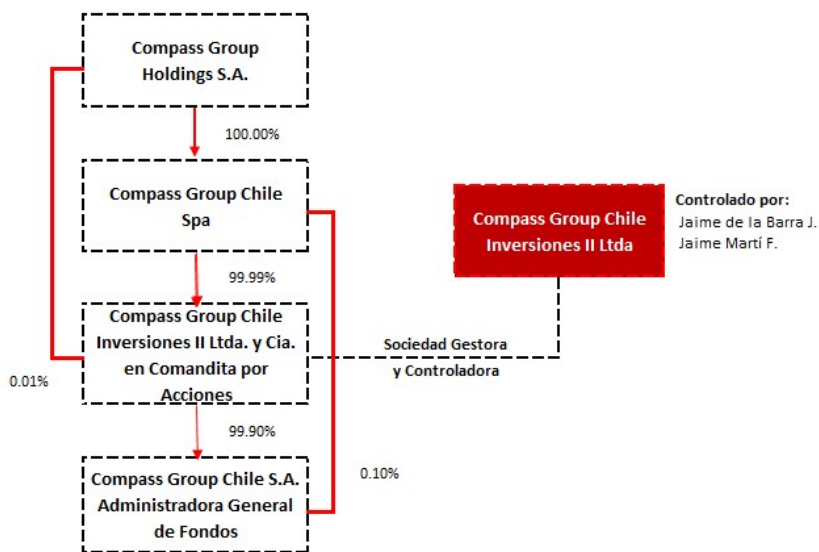 Compass Group
Holdings S.A.
100.00%
Compass Group Chile
Spa
99.99%
Compass Group Chile
Inversiones II Ltda. y Cia.
en Comandita por
Acciones
0.01%
99.90%
Compass Group Chile S.A.
Administradora General
de Fondos
0.10%
Sociedad Gestora
y Controladora
Compass Group Chile
Inversiones II Ltda
Controlado por:
Jaime de la Barra J.
Jaime Martí F.